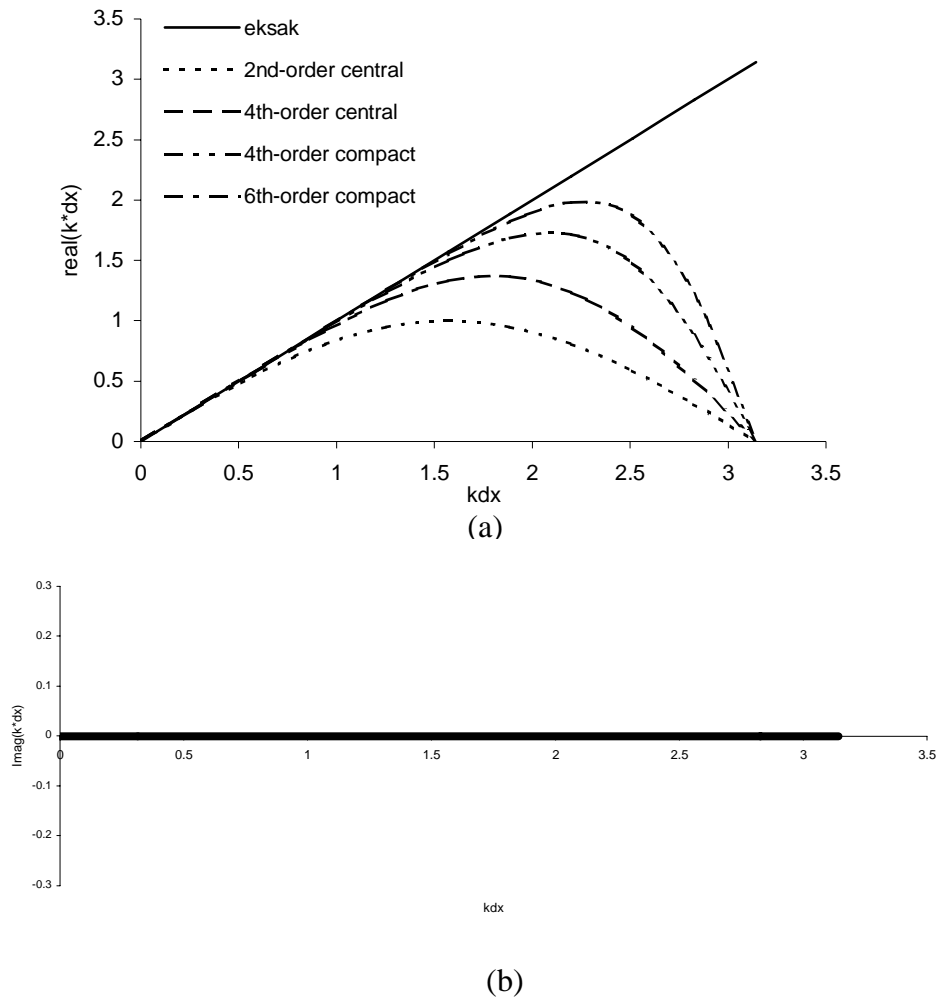 3.5
3
2.5
2
1.5
1
0.5
0
eksak
2nd-order central
4th-order central
4th-order compact
6th-order compact
real(k*dx)
0 0.5 1 1.5 2 2.5 3 3.5
kdx
(a)
0.3
0.2
0.1
0
-0.1
-0.2
-0.3
Imag(k*dx)
0 0.5 1 1.5 2 2.5 3 3.5
kdx
(b)